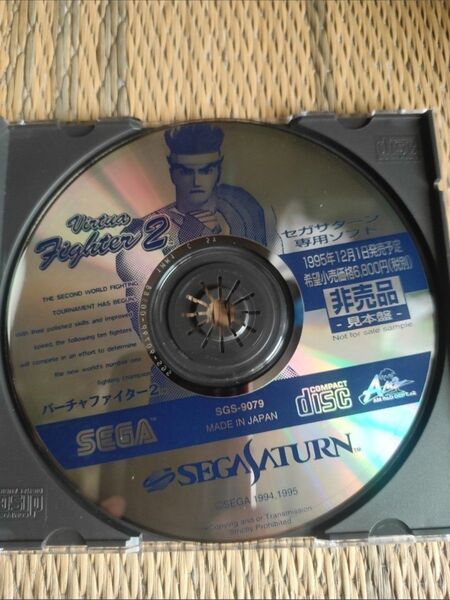 Virtua
Fighter 2
セガサターン
専用ソフト
1995年12月1日発売予定
希望小売価格6,800円(税別)
非売品
- 見本盤 -
Not for sale sample
THE SECOND WORLD FIGHTING
TOURNAMENT HAS BEGUN.
their polished skills and improved
speed, the following ten fighters
will compete in an effort to determine
the new world's number one
fighting champion
バーチャファイター2
SEGA
SGS-9079
MADE IN JAPAN
COMPACT
disc
SEGASATURN
TM
©SEGA 1994,1995
Copying and or Transmission
Strictly Prohibited